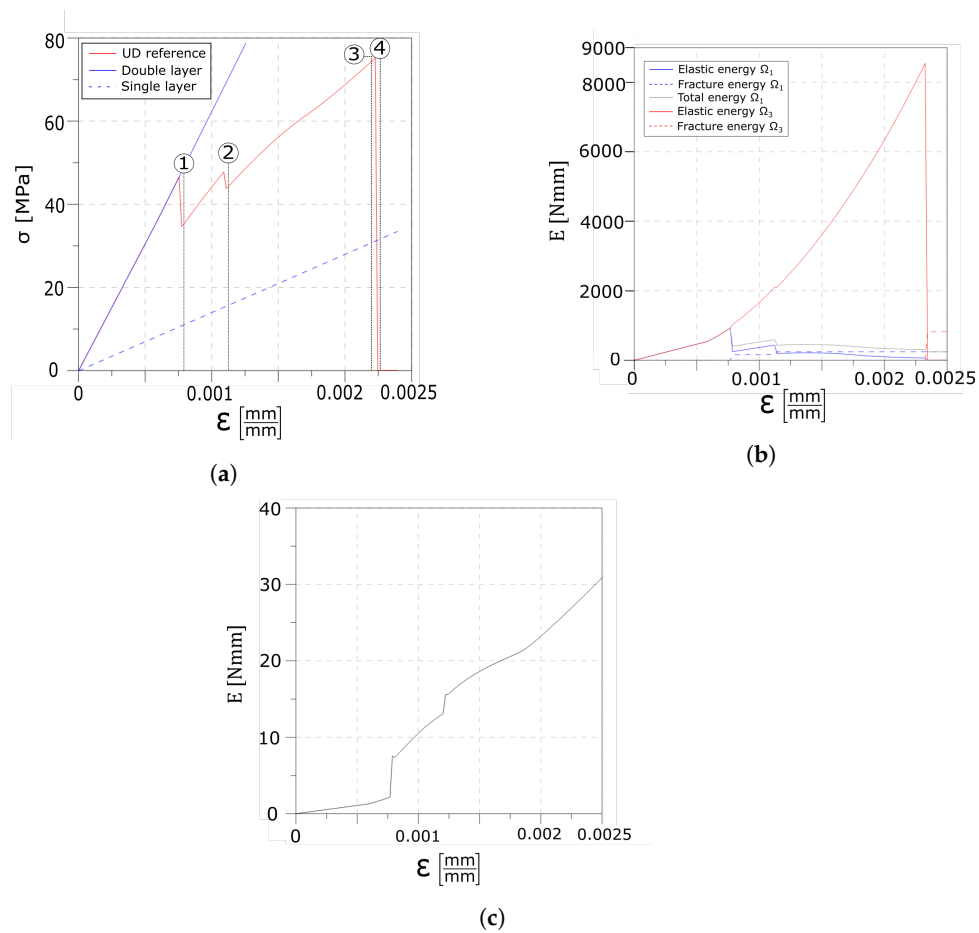 80
60
40
20
0
σ [MPa]
UD reference
Double layer
Single layer
1
2
3
4
0
0.001
0.002
0.0025
ε [mm/mm]
(a)
9000
8000
6000
4000
2000
0
E [Nmm]
Elastic energy Ω₁
Fracture energy Ω₁
Total energy Ω₁
Elastic energy Ω₃
Fracture energy Ω₃
0
0.001
0.002
0.0025
ε [mm/mm]
(b)
40
30
20
10
0
E [Nmm]
0
0.001
0.002
0.0025
ε [mm/mm]
(c)